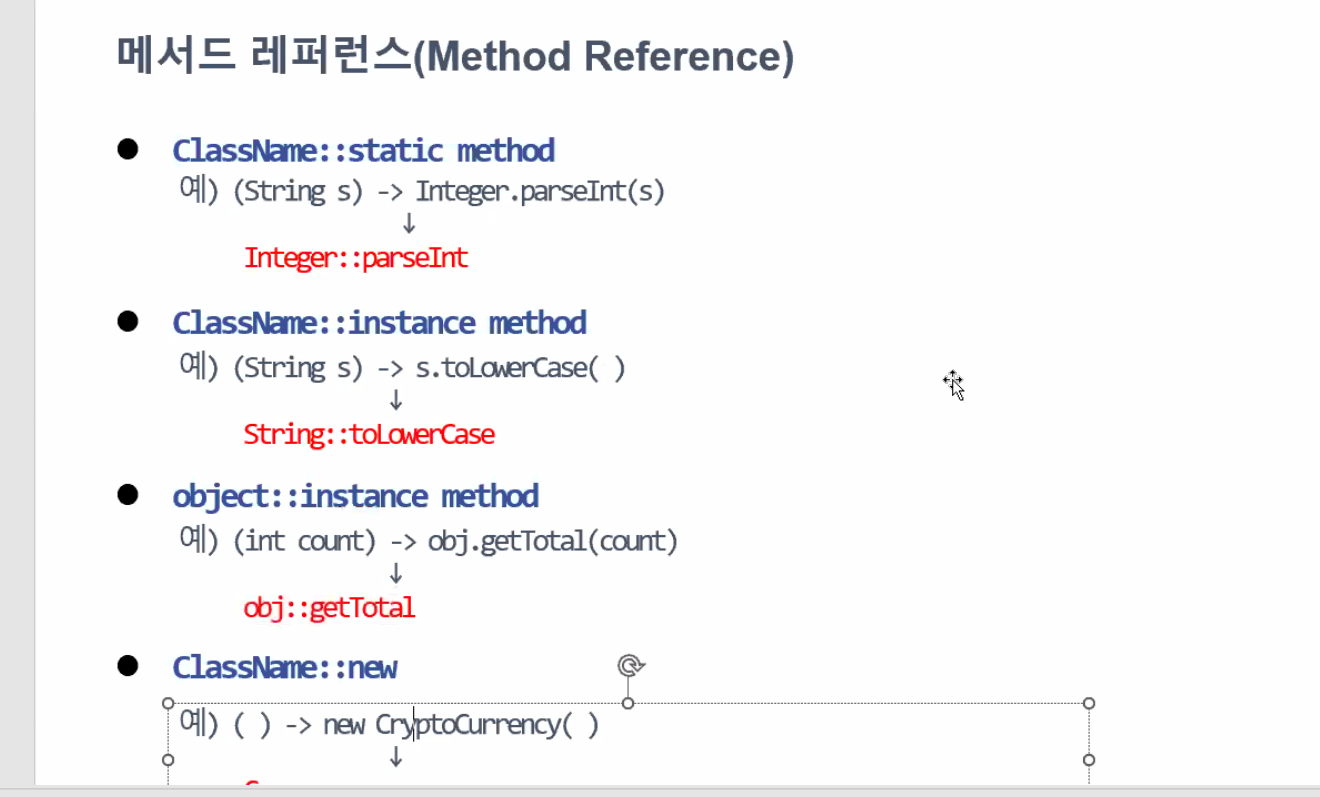 메서드 레퍼런스(Method Reference)
● ClassName::static method
예) (String s) -> Integer.parseInt(s)
↓
Integer::parseInt
● ClassName::instance method
예) (String s) -> s.toLowerCase( )
↓
String::toLowerCase
● object::instance method
예) (int count) -> obj.getTotal(count)
↓
obj::getTotal
● ClassName::new
예) ( ) -> new CryptoCurrency( )
↓